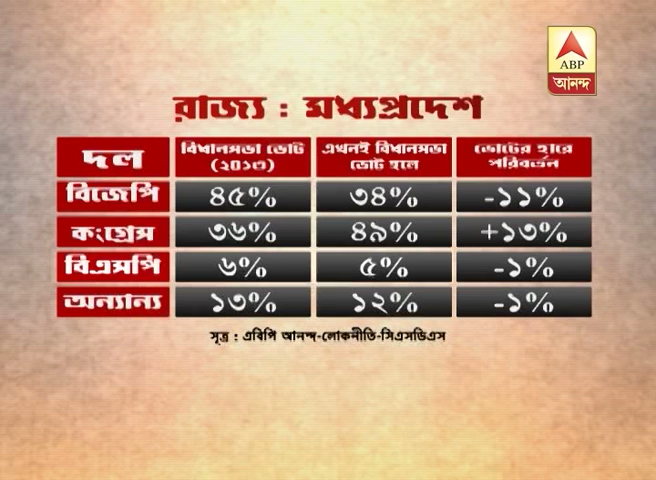 ABP
আনন্দ
রাজ্য : মধ্যপ্রদেশ
দল বিধানসভা ভোট (২০১৩) এখনই বিধানসভা ভোট হলে ভোটের হারে পরিবর্তন
বিজেপি ৪৫% ৩৪% -১১%
কংগ্রেস ৩৬% ৪৯% +১৩%
বিএসপি ৬% ৫% -১%
অন্যান্য ১৩% ১২% -১%
সূত্র : এবিপি আনন্দ-লোকনীতি-সিএসডিএস